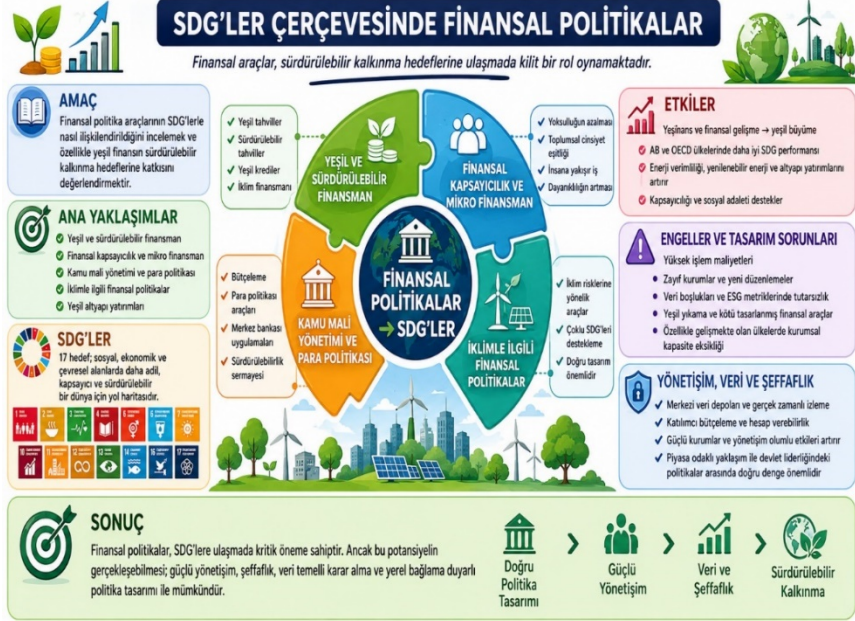 SDG'LER ÇERÇEVESİNDE FİNANSAL POLİTİKALAR
Finansal araçlar, sürdürülebilir kalkınma hedeflerine ulaşmada kilit bir rol oynamaktadır.
AMAÇ
Finansal politika araçlarının SDG'lerle
nasıl ilişkilendirildiğini incelemek ve
özellikle yeşil finansın sürdürülebilir
kalkınma hedeflerine katkısını
değerlendirmektir.
ANA YAKLAŞIMLAR
Yeşil ve sürdürülebilir finansman
Finansal kapsayıcılık ve mikro finansman
Kamu mali yönetimi ve para politikası
İklimle ilgili finansal politikalar
Yeşil altyapı yatırımları
SDG'LER
17 hedef; sosyal, ekonomik ve
çevresel alanlarda daha adil,
kapsayıcı ve sürdürülebilir
bir dünya için yol haritasıdır.
Yeşil tahviller
Sürdürülebilir
tahviller
Yeşil krediler
İklim finansmanı
YEŞİL VE
SÜRDÜRÜLEBİLİR
FİNANSMAN
FİNANSAL
KAPSAYICILIK VE
MİKRO FİNANSMAN
Yoksulluğun azalması
Toplumsal cinsiyet
eşitliği
İnsana yakışır iş
Dayanıklılığın artması
FİNANSAL
POLİTİKALAR
→ SDG'LER
Bütçeleme
Para politikası
araçları
Merkez bankası
uygulamaları
Sürdürülebilirlik
sermayesi
KAMU MALİ
YÖNETİMİ VE
PARA POLİTİKASI
İKLİMLE İLGİLİ
FİNANSAL
POLİTİKALAR
İklim risklerine
yönelik
araçlar
Çoklu SDG'leri
destekleme
Doğru tasarım
önemlidir
ETKİLER
Yeşinans ve finansal gelişme → yeşil büyüme
AB ve OECD ülkelerinde daha iyi SDG performansı
Enerji verimliliği, yenilenebilir enerji ve altyapı yatırımlarını
artırır
Kapsayıcılığı ve sosyal adaleti destekler
ENGELLER VE TASARIM SORUNLARI
Yüksek işlem maliyetleri
Zayıf kurumlar ve yeni düzenlemeler
Veri boşlukları ve ESG metriklerinde tutarsızlık
Yeşil yıkama ve kötü tasarlanmış finansal araçlar
Özellikle gelişmekte olan ülkelerde kurumsal
kapasite eksikliği
YÖNETİŞİM, VERİ VE ŞEFFAFLIK
Merkezi veri depoları ve gerçek zamanlı izleme
Katılımcı bütçeleme ve hesap verebilirlik
Güçlü kurumlar ve yönetişim olumlu etkileri artırır
Piyasa odaklı yaklaşım ile devlet liderliğindeki
politikalar arasında doğru denge önemlidir
SONUÇ
Finansal politikalar, SDG'lere ulaşmada kritik öneme sahiptir. Ancak bu potansiyelin
gerçekleşebilmesi; güçlü yönetişim, şeffaflık, veri temelli karar alma ve yerel bağlama duyarlı
politika tasarımı ile mümkündür.
Doğru
Politika
Tasarımı
Güçlü
Yönetişim
Veri ve
Şeffaflık
Sürdürülebilir
Kalkınma